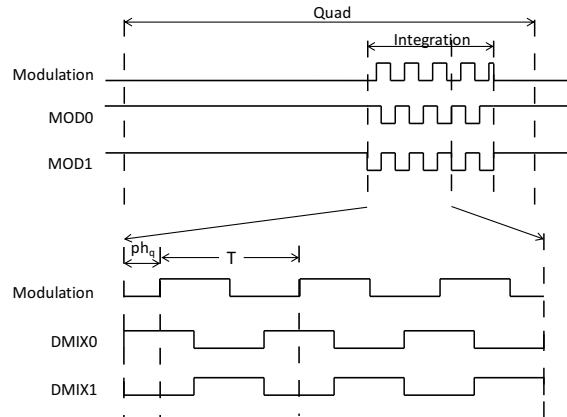 Quad
Integration
Modulation
MOD0
MOD1
phq
T
Modulation
DMIX0
DMIX1